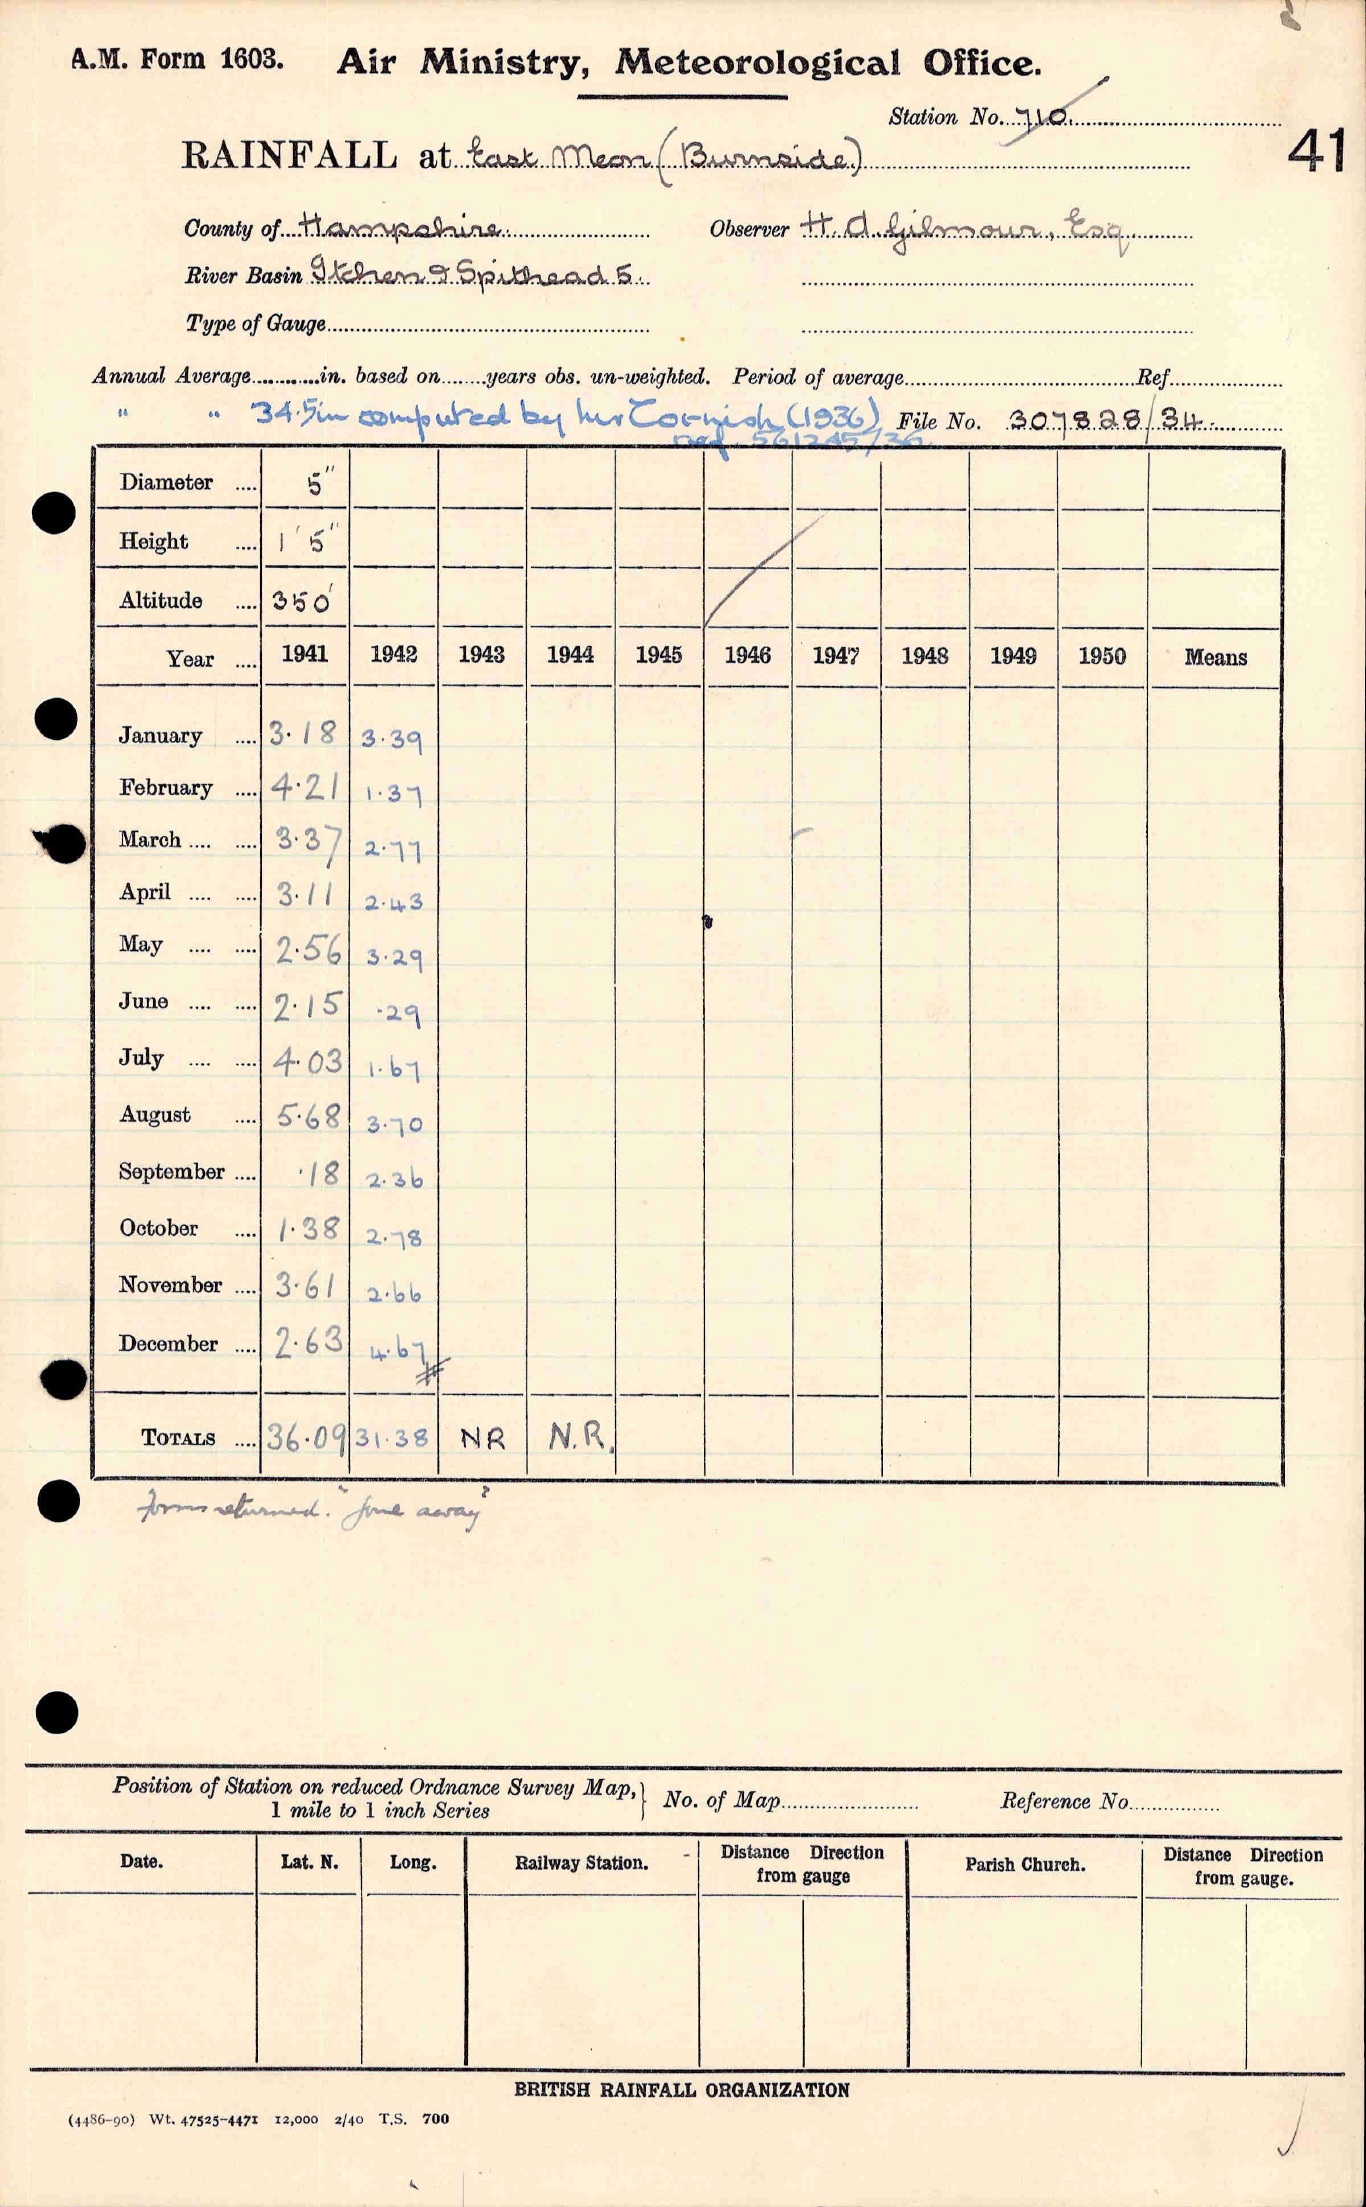 A.M. Form 1603. Air Ministry, Meteorological Office.
Station No. 710.
41
RAINFALL at East Meon (Burnside)
County of Hampshire. Observer H. A. Gilmour, Esq.
River Basin Itchen & Spithead 5.
Type of Gauge
Annual Average............in. based on........years obs. un-weighted. Period of average............Ref............
" " 34.5in computed by Mr Cornish (1936) File No. 307828/34.
ref. 561245/36
Diameter .... 5"
Height .... 1' 5"
Altitude .... 350'
Year .... 1941 1942 1943 1944 1945 1946 1947 1948 1949 1950 Means
January .... 3.18 3.39
February .... 4.21 1.37
March .... .... 3.37 2.77
April .... .... 3.11 2.43
May .... .... 2.56 3.29
June .... .... 2.15 .29
July .... .... 4.03 1.67
August .... 5.68 3.70
September .... .18 2.36
October .... 1.38 2.78
November .... 3.61 2.66
December .... 2.63 4.67
TOTALS .... 36.09 31.38 NR N.R.
forms returned. "gone away"
Position of Station on reduced Ordnance Survey Map, } No. of Map............ Reference No............
1 mile to 1 inch Series
Date. Lat. N. Long. Railway Station. Distance Direction from gauge Parish Church. Distance Direction from gauge.
BRITISH RAINFALL ORGANIZATION
(4486-90) Wt. 47525-4471 12,000 2/40 T.S. 700